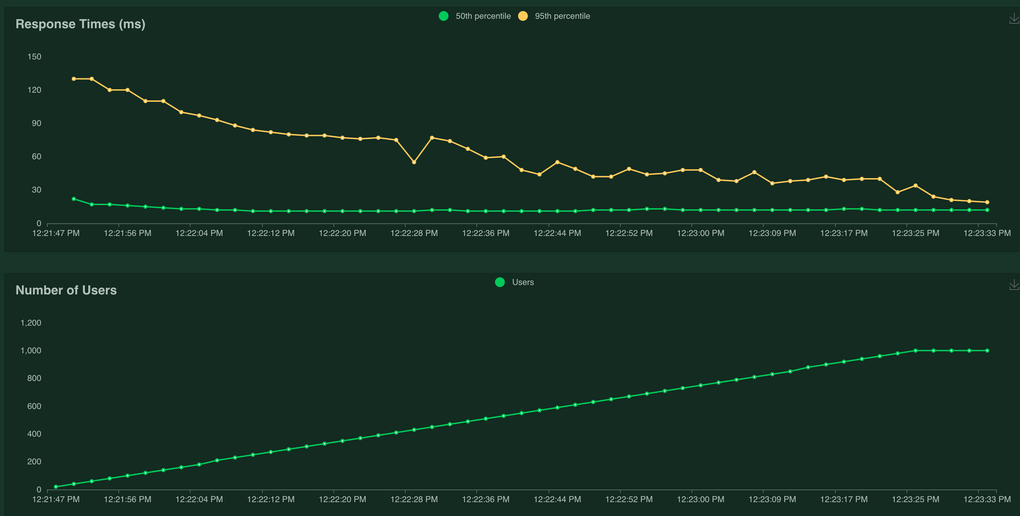 50th percentile 95th percentile
Response Times (ms)
150
120
90
60
30
0
12:21:47 PM 12:21:56 PM 12:22:04 PM 12:22:12 PM 12:22:20 PM 12:22:28 PM 12:22:36 PM 12:22:44 PM 12:22:52 PM 12:23:00 PM 12:23:09 PM 12:23:17 PM 12:23:25 PM 12:23:33 PM
Users
Number of Users
1,200
1,000
800
600
400
200
0
12:21:47 PM 12:21:56 PM 12:22:04 PM 12:22:12 PM 12:22:20 PM 12:22:28 PM 12:22:36 PM 12:22:44 PM 12:22:52 PM 12:23:00 PM 12:23:09 PM 12:23:17 PM 12:23:25 PM 12:23:33 PM